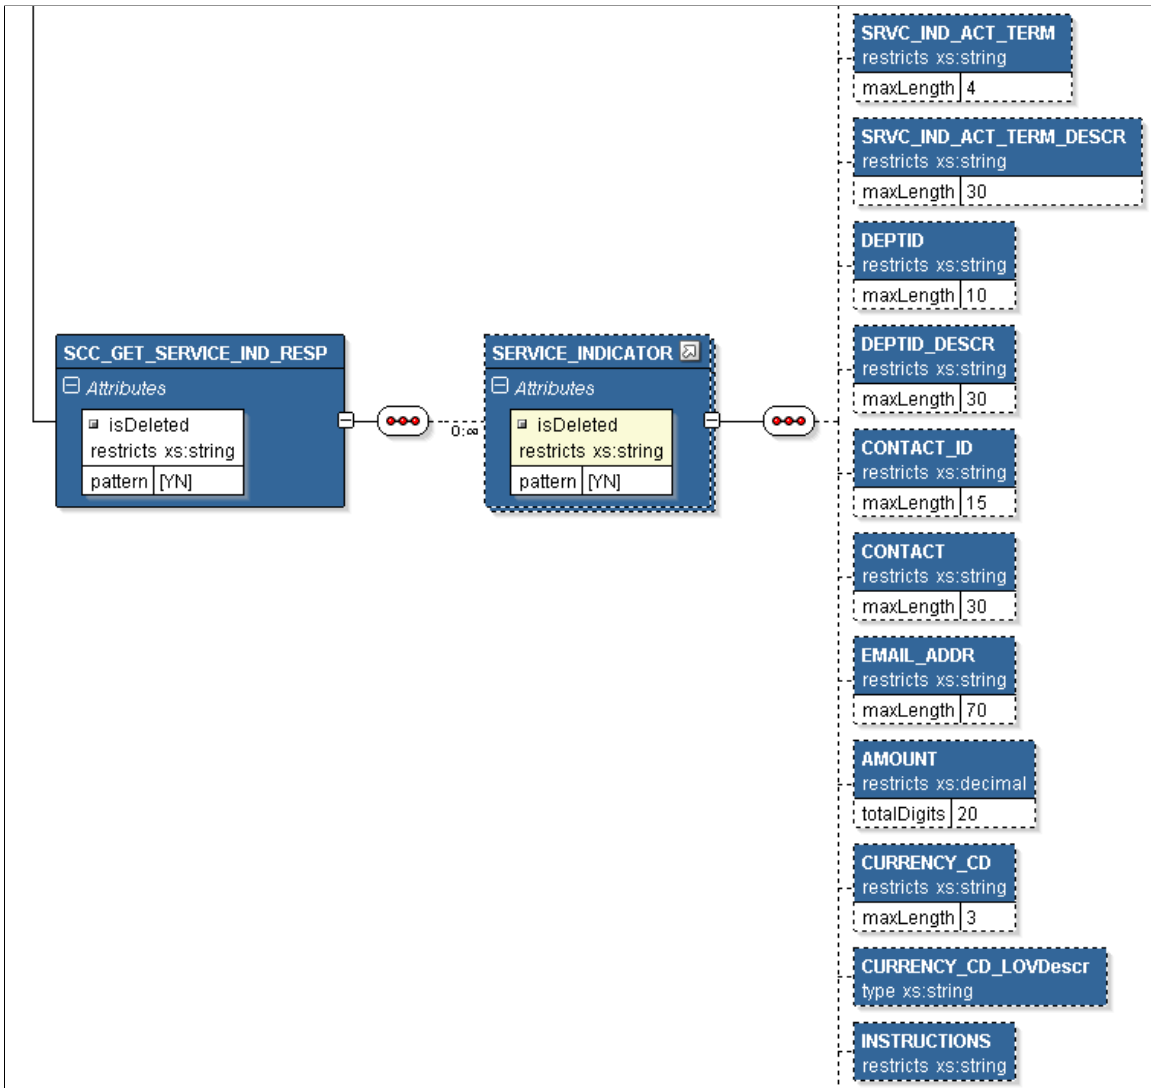 SCC_GET_SERVICE_IND_RESP
Attributes
isDeleted
restricts xs:string
pattern [YN]
0:∞
SERVICE_INDICATOR
Attributes
isDeleted
restricts xs:string
pattern [YN]
SRVC_IND_ACT_TERM
restricts xs:string
maxLength 4
SRVC_IND_ACT_TERM_DESCR
restricts xs:string
maxLength 30
DEPTID
restricts xs:string
maxLength 10
DEPTID_DESCR
restricts xs:string
maxLength 30
CONTACT_ID
restricts xs:string
maxLength 15
CONTACT
restricts xs:string
maxLength 30
EMAIL_ADDR
restricts xs:string
maxLength 70
AMOUNT
restricts xs:decimal
totalDigits 20
CURRENCY_CD
restricts xs:string
maxLength 3
CURRENCY_CD_LOVDescr
type xs:string
INSTRUCTIONS
restricts xs:string